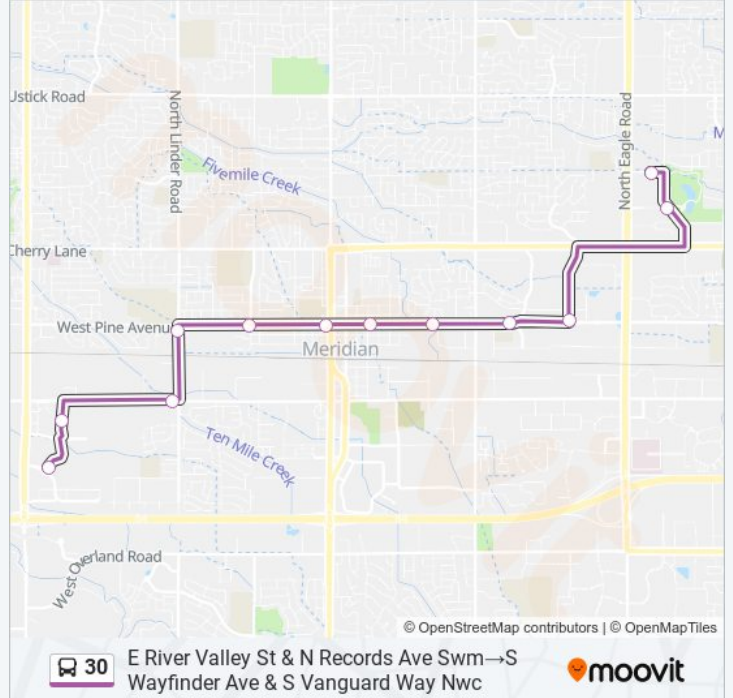 Ustick Road
North Linder Road
North Eagle Road
M
Fivemile Creek
Cherry Lane
West Pine Avenu
Meridian
Ten Mile Creek
West Overland Road
© OpenStreetMap contributors | © OpenMapTiles
30
E River Valley St & N Records Ave Swm→S
Wayfinder Ave & S Vanguard Way Nwc
moovit